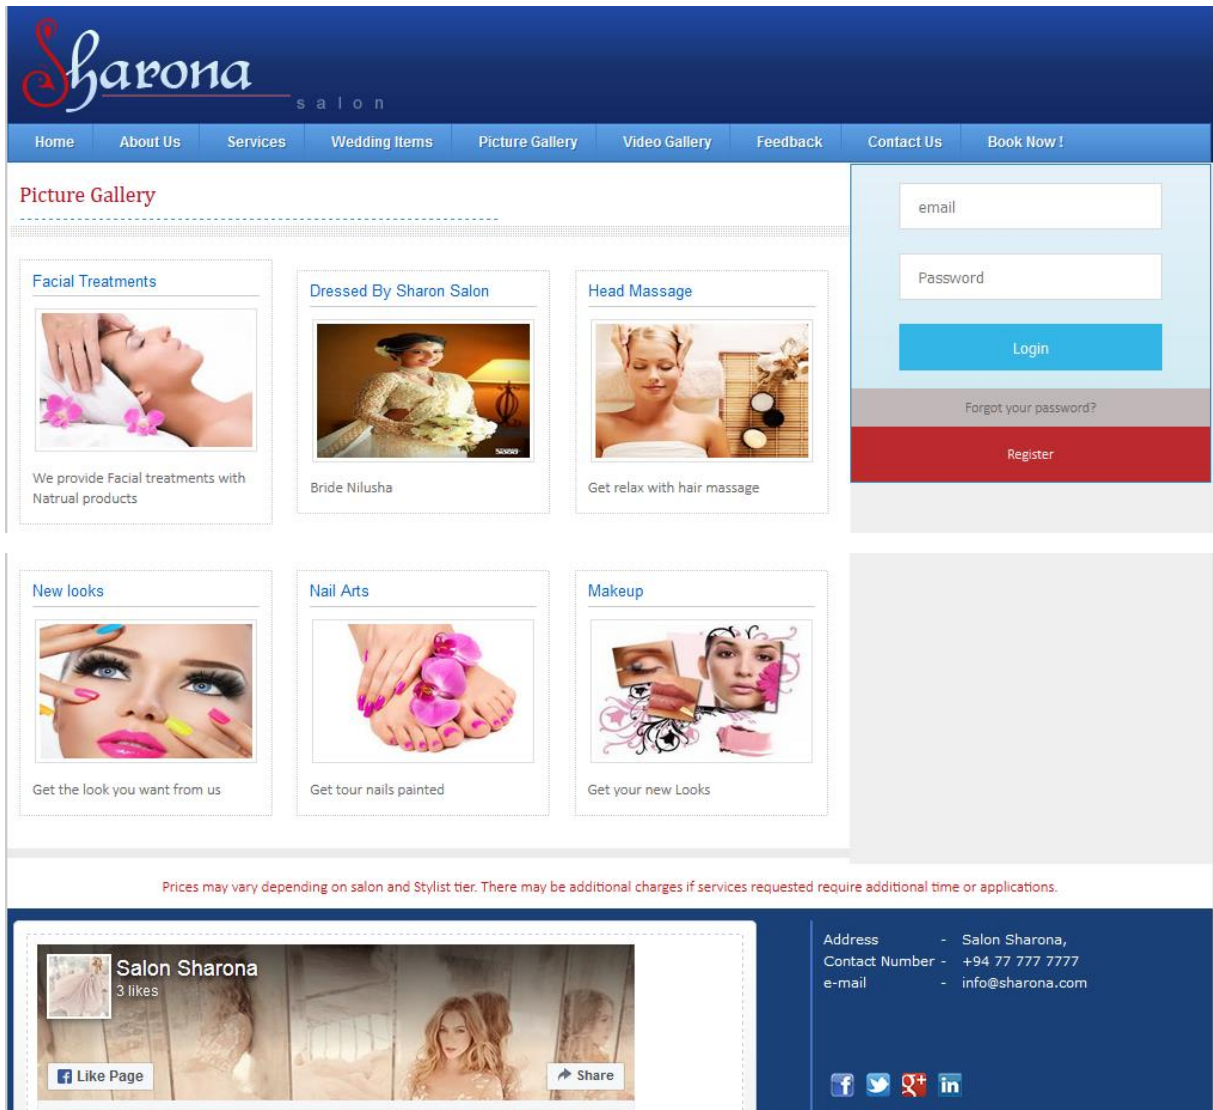 Sharona
salon
Home About Us Services Wedding Items Picture Gallery Video Gallery Feedback Contact Us Book Now !
Picture Gallery
email
Password
Login
Forgot your password?
Register
Facial Treatments
We provide Facial treatments with
Natrual products
Dressed By Sharon Salon
Bride Nilusha
Head Massage
Get relax with hair massage
New looks
Get the look you want from us
Nail Arts
Get tour nails painted
Makeup
Get your new Looks
Prices may vary depending on salon and Stylist tier. There may be additional charges if services requested require additional time or applications.
Salon Sharona
3 likes
Like Page
Share
Address - Salon Sharona,
Contact Number - +94 77 777 7777
e-mail - info@sharona.com